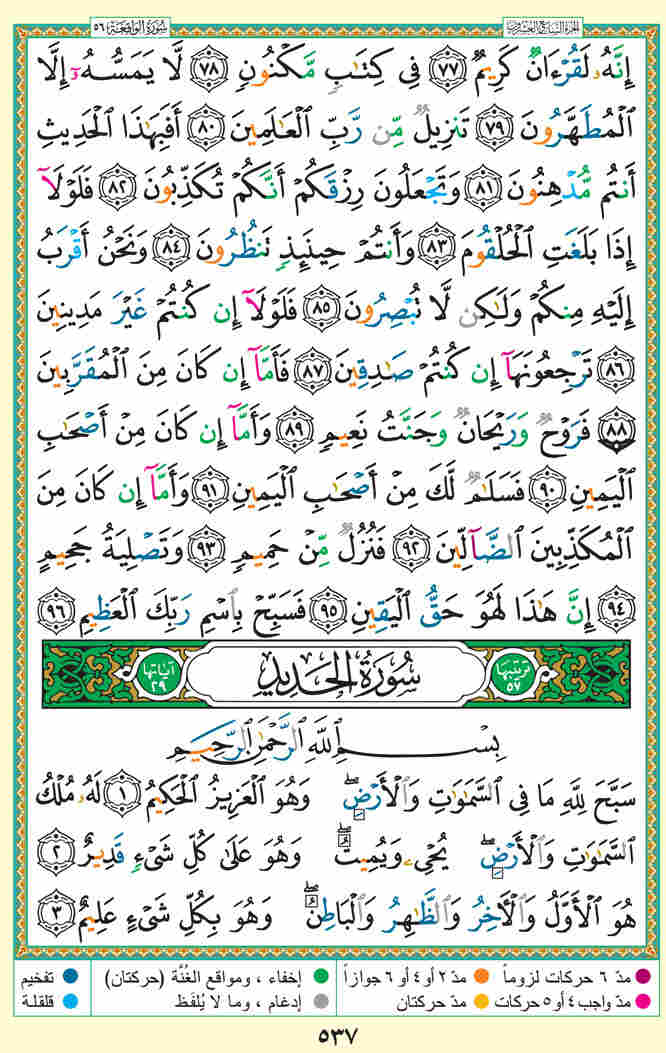 الجزء السابع والعشرون
سورة الواقعة ٥٦
إِنَّهُۥ لَقُرْءَانٌ كَرِيمٌ ٧٧ فِى كِتَٰبٍ مَّكْنُونٍ ٧٨ لَّا يَمَسُّهُۥٓ إِلَّا
ٱلْمُطَهَّرُونَ ٧٩ تَنزِيلٌ مِّن رَّبِّ ٱلْعَٰلَمِينَ ٨٠ أَفَبِهَٰذَا ٱلْحَدِيثِ
أَنتُم مُّدْهِنُونَ ٨١ وَتَجْعَلُونَ رِزْقَكُمْ أَنَّكُمْ تُكَذِّبُونَ ٨٢ فَلَوْلَآ
إِذَا بَلَغَتِ ٱلْحُلْقُومَ ٨٣ وَأَنتُمْ حِينَئِذٍ تَنظُرُونَ ٨٤ وَنَحْنُ أَقْرَبُ
إِلَيْهِ مِنكُمْ وَلَٰكِن لَّا تُبْصِرُونَ ٨٥ فَلَوْلَآ إِن كُنتُمْ غَيْرَ مَدِينِينَ
٨٦ تَرْجِعُونَهَآ إِن كُنتُمْ صَٰدِقِينَ ٨٧ فَأَمَّآ إِن كَانَ مِنَ ٱلْمُقَرَّبِينَ
٨٨ فَرَوْحٌ وَرَيْحَانٌ وَجَنَّتُ نَعِيمٍ ٨٩ وَأَمَّآ إِن كَانَ مِنْ أَصْحَٰبِ
ٱلْيَمِينِ ٩٠ فَسَلَٰمٌ لَّكَ مِنْ أَصْحَٰبِ ٱلْيَمِينِ ٩١ وَأَمَّآ إِن كَانَ مِنَ
ٱلْمُكَذِّبِينَ ٱلضَّآلِّينَ ٩٢ فَنُزُلٌ مِّنْ حَمِيمٍ ٩٣ وَتَصْلِيَةُ جَحِيمٍ
٩٤ إِنَّ هَٰذَا لَهُوَ حَقُّ ٱلْيَقِينِ ٩٥ فَسَبِّحْ بِٱسْمِ رَبِّكَ ٱلْعَظِيمِ ٩٦
ترتيبها ٥٧ سُورَةُ الحَدِيدِ آياتها ٢٩
بِسْمِ ٱللَّهِ ٱلرَّحْمَٰنِ ٱلرَّحِيمِ
سَبَّحَ لِلَّهِ مَا فِى ٱلسَّمَٰوَٰتِ وَٱلْأَرْضِۖ وَهُوَ ٱلْعَزِيزُ ٱلْحَكِيمُ ١ لَهُۥ مُلْكُ
ٱلسَّمَٰوَٰتِ وَٱلْأَرْضِۖ يُحْىِۦ وَيُمِيتُۖ وَهُوَ عَلَىٰ كُلِّ شَىْءٍ قَدِيرٌ ٢
هُوَ ٱلْأَوَّلُ وَٱلْءَاخِرُ وَٱلظَّٰهِرُ وَٱلْبَاطِنُۖ وَهُوَ بِكُلِّ شَىْءٍ عَلِيمٌ ٣
مدّ ٦ حركات لزوماً مدّ ٢ أو ٤ أو ٦ جوازاً إخفاء ، ومواقع الغُنَّة (حركتان) تفخيم
مدّ واجب ٤ أو ٥ حركات مدّ حركتان إدغام ، وما لا يُلفَظ قلقلة
٥٣٧